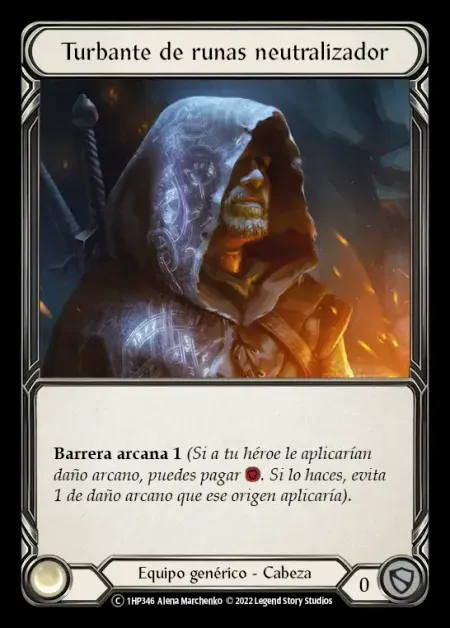 Turbante de runas neutralizador
Barrera arcana 1 (Si a tu héroe le aplicarían
daño arcano, puedes pagar . Si lo haces, evita
1 de daño arcano que ese origen aplicaría).
Equipo genérico - Cabeza
0
C 1HP346 Alena Marchenko © 2022 Legend Story Studios